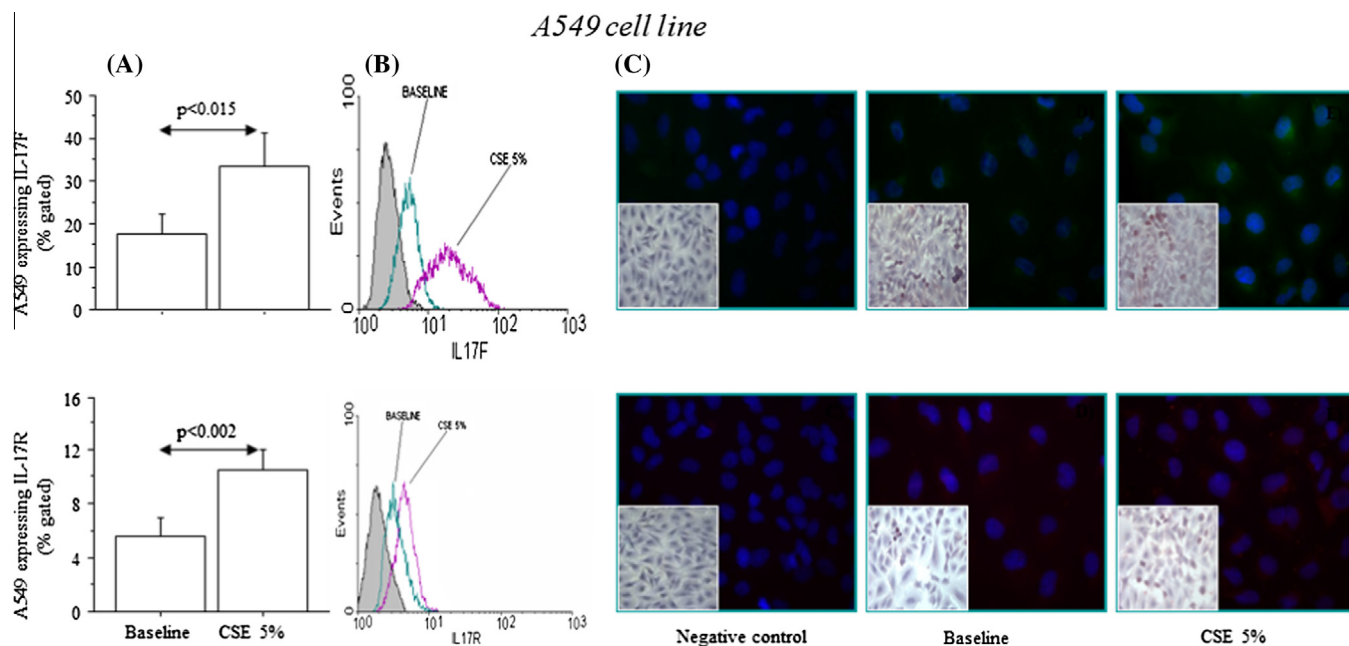 A549 cell line
(A)
(B)
(C)
A549 expressing IL-17F
(% gated)
50
40
30
20
10
0
p<0.015
Events
100
0
BASELINE
CSE 5%
10⁰ 10¹ 10² 10³
IL17F
A549 expressing IL-17R
(% gated)
16
12
8
4
0
p<0.002
Baseline CSE 5%
Events
100
0
BASELINE
CSE 5%
10⁰ 10¹ 10² 10³
IL17R
Negative control Baseline CSE 5%